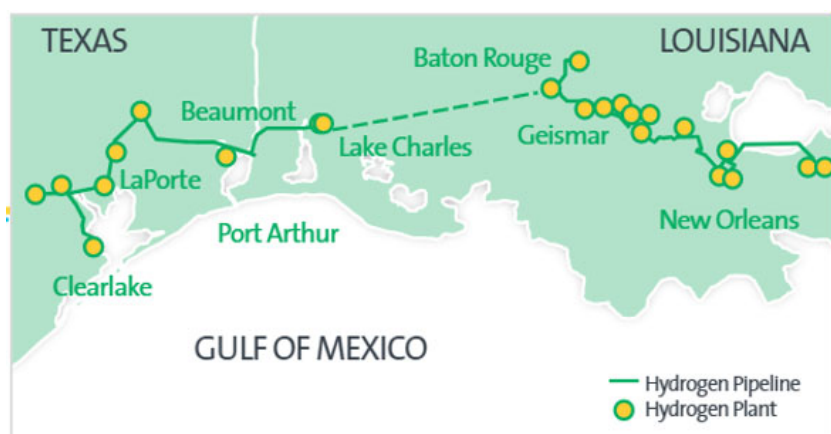 TEXAS
LOUISIANA
Baton Rouge
Beaumont
Lake Charles
Geismar
LaPorte
Port Arthur
New Orleans
Clearlake
GULF OF MEXICO
Hydrogen Pipeline
Hydrogen Plant